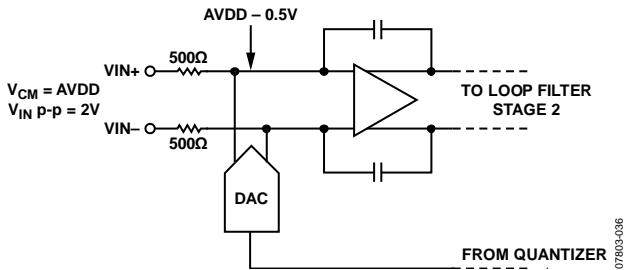 AVDD – 0.5V
500Ω
VIN+
V_CM = AVDD
V_IN p-p = 2V
VIN–
500Ω
TO LOOP FILTER
STAGE 2
DAC
FROM QUANTIZER
07803-036